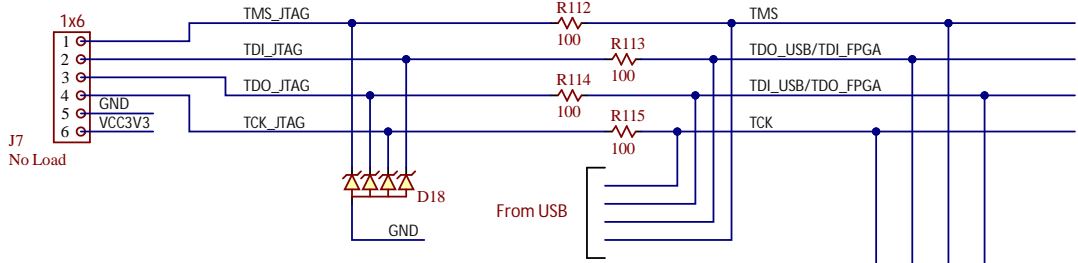 TMS_JTAG
R112
TMS
1x6
100
1
TDI_JTAG
R113
TDO_USB/TDI_FPGA
2
100
3
TDO_JTAG
R114
TDI_USB/TDO_FPGA
4
100
5
GND
R115
6
VCC3V3
TCK_JTAG
TCK
J7
100
No Load
D18
From USB
GND